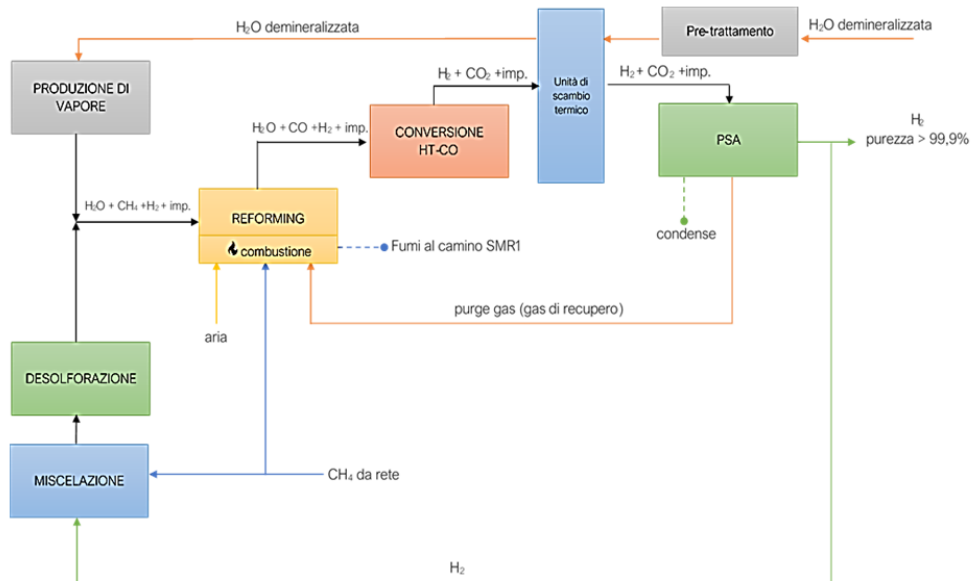 H₂O demineralizzata
Pre-trattamento
H₂O demineralizzata
PRODUZIONE DI
VAPORE
H₂ + CO₂ +imp.
Unità di
scambio
termico
H₂ + CO₂ +imp.
H₂O + CO +H₂ + imp.
CONVERSIONE
HT-CO
PSA
H₂
purezza > 99,9%
H₂O + CH₄ +H₂ + imp.
REFORMING
combustione
Fumi al camino SMR1
condense
aria
purge gas (gas di recupero)
DESOLFORAZIONE
MISCELAZIONE
CH₄ da rete
H₂